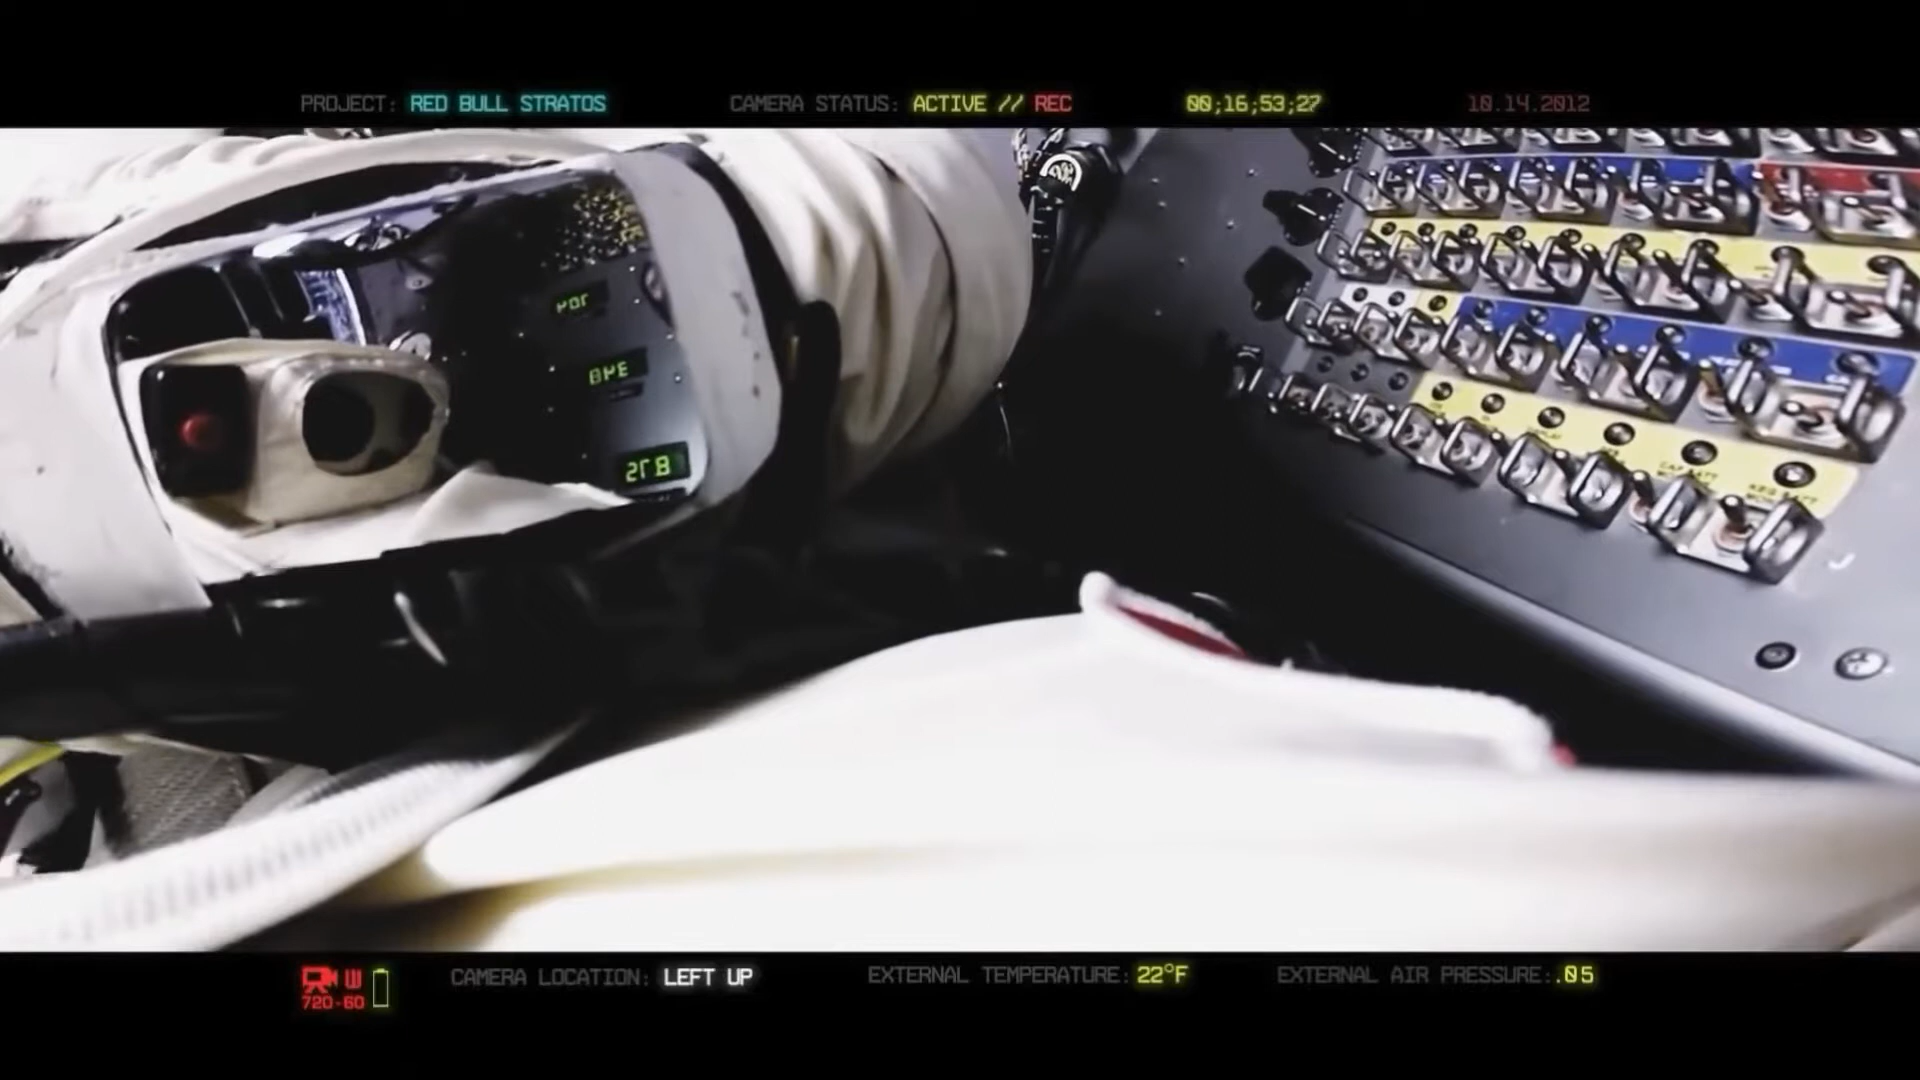 PROJECT: RED BULL STRATOS
CAMERA STATUS: ACTIVE // REC
00;16;53;27
10.14.2012
720-60
CAMERA LOCATION: LEFT UP
EXTERNAL TEMPERATURE: 22°F
EXTERNAL AIR PRESSURE: .05